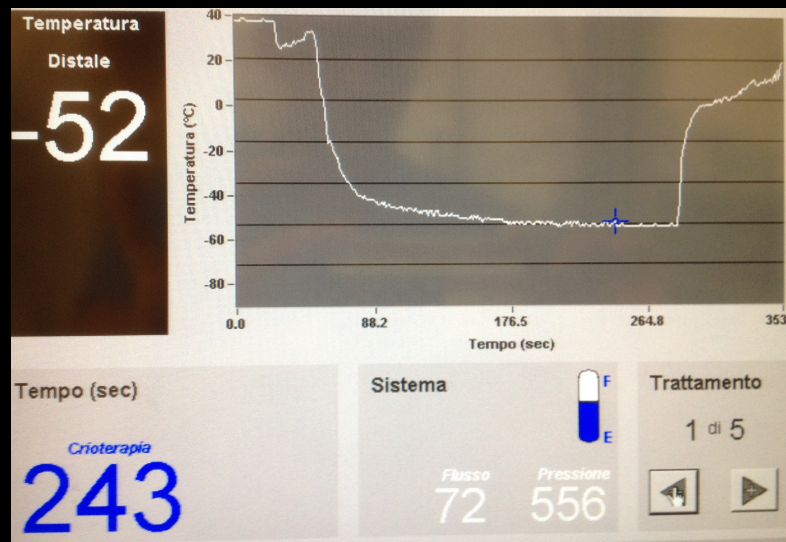 Temperatura
Distale
-52
Temperatura (°C)
40
20
0
-20
-40
-60
-80
0.0
88.2
176.5
264.8
353
Tempo (sec)
Tempo (sec)
Crioterapia
243
Sistema
F
E
Flusso
72
Pressione
556
Trattamento
1 di 5